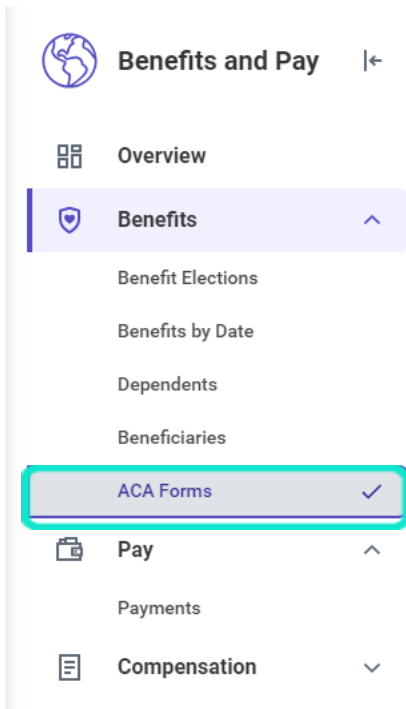 Benefits and Pay
Overview
Benefits
Benefit Elections
Benefits by Date
Dependents
Beneficiaries
ACA Forms
Pay
Payments
Compensation